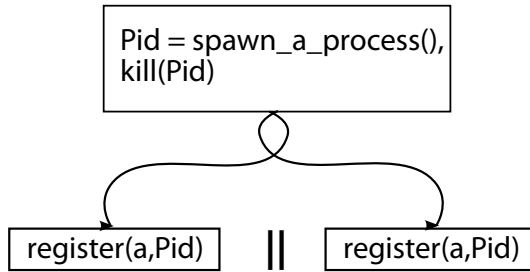 Pid = spawn_a_process(),
kill(Pid)
register(a,Pid) || register(a,Pid)